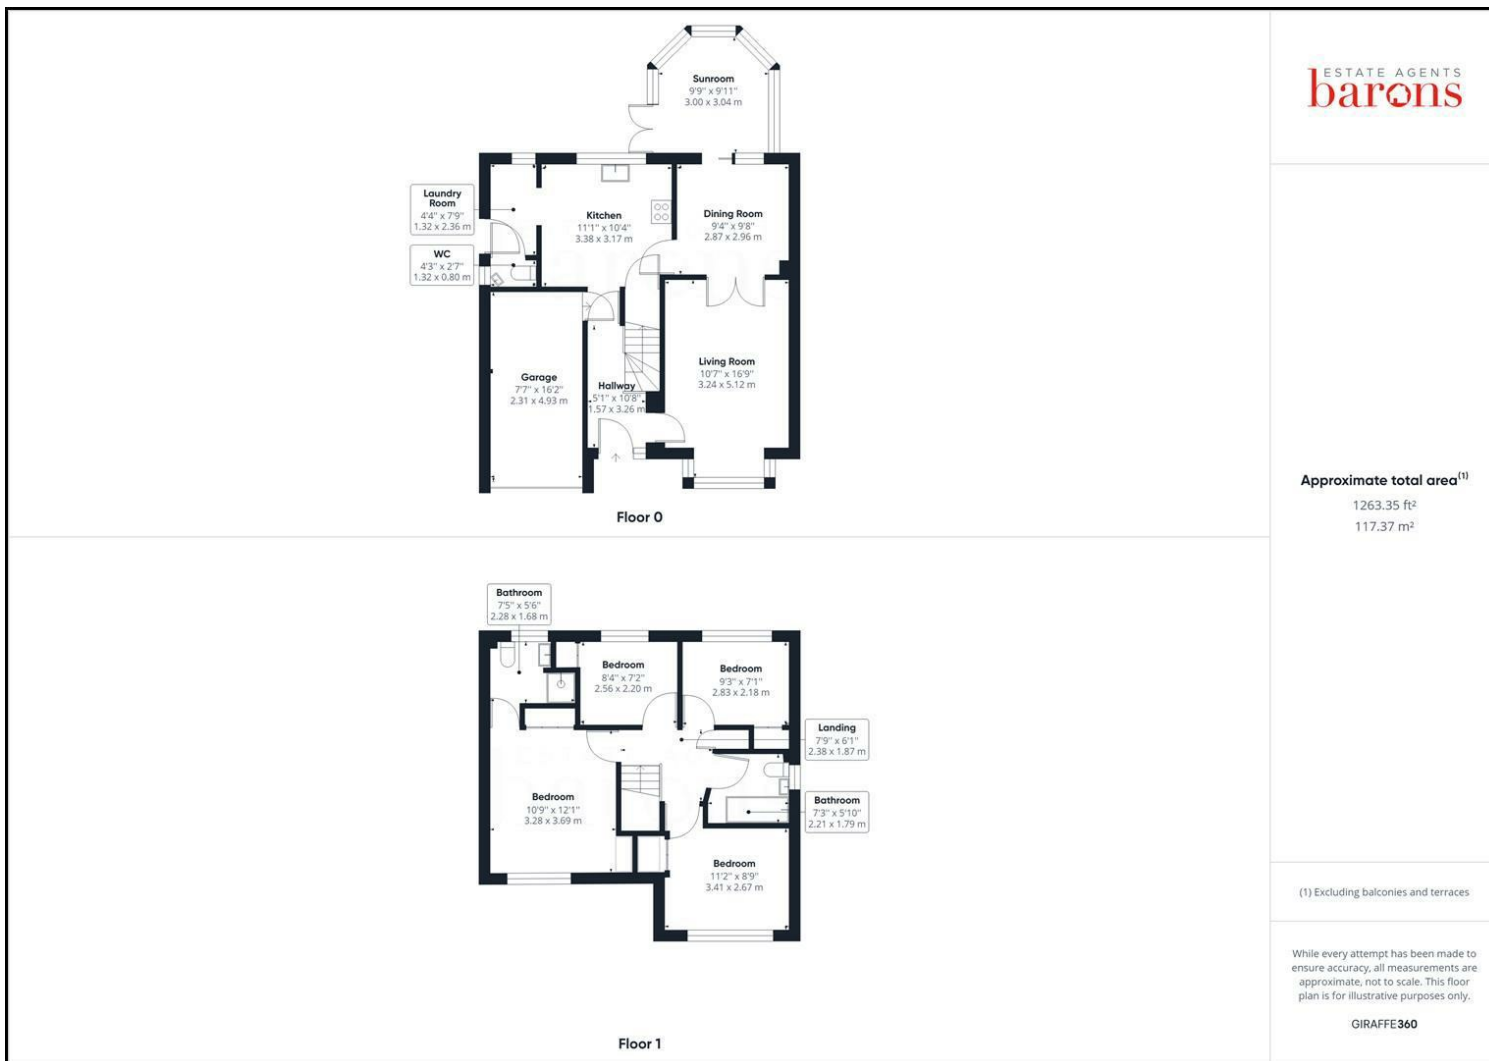 Sunroom
9'9" x 9'11"
3.00 x 3.04 m
Laundry
Room
4'4" x 7'9"
1.32 x 2.36 m
Kitchen
11'1" x 10'4"
3.38 x 3.17 m
Dining Room
9'4" x 9'8"
2.87 x 2.96 m
WC
4'3" x 2'7"
1.32 x 0.80 m
Living Room
10'7" x 16'9"
3.24 x 5.12 m
Garage
7'7" x 16'2"
2.31 x 4.93 m
Hallway
5'1" x 10'8"
1.57 x 3.26 m
Floor 0
Bathroom
7'5" x 5'6"
2.28 x 1.68 m
Bedroom
8'4" x 7'2"
2.56 x 2.20 m
Bedroom
9'3" x 7'1"
2.83 x 2.18 m
Landing
7'9" x 6'1"
2.38 x 1.87 m
Bedroom
10'9" x 12'1"
3.28 x 3.69 m
Bathroom
7'3" x 5'10"
2.21 x 1.79 m
Bedroom
11'2" x 8'9"
3.41 x 2.67 m
Floor 1
ESTATE AGENTS
barons
Approximate total area(1)
1263.35 ft²
117.37 m²
(1) Excluding balconies and terraces
While every attempt has been made to
ensure accuracy, all measurements are
approximate, not to scale. This floor
plan is for illustrative purposes only.
GIRAFFE360